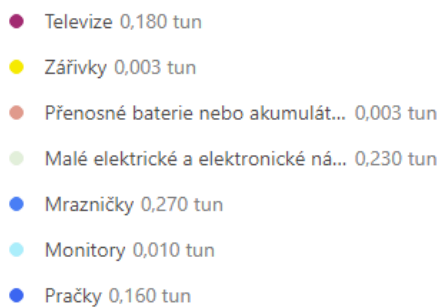 Televize 0,180 tun
Zářivky 0,003 tun
Přenosné baterie nebo akumulát... 0,003 tun
Malé elektrické a elektronické ná... 0,230 tun
Mrazničky 0,270 tun
Monitory 0,010 tun
Pračky 0,160 tun